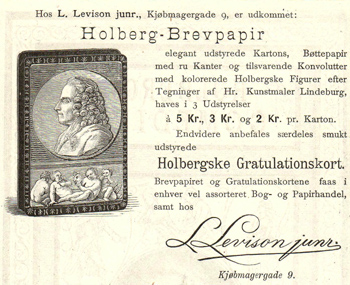 Hos L. Levison junr., Kjøbmagergade 9, er udkommet:
Holberg-Brevpapir
elegant udstyrede Kartons, Bøttepapir
med ru Kanter og tilsvarende Konvolutter
med kolorerede Holbergske Figurer efter
Tegninger af Hr. Kunstmaler Lindeburg,
haves i 3 Udstyrelser
à 5 Kr., 3 Kr. og 2 Kr. pr. Karton.
Endvidere anbefales særdeles smukt
udstyrede
Holbergske Gratulationskort.
Brevpapiret og Gratulationskortene faas i
enhver vel assorteret Bog- og Papirhandel,
samt hos
L. Levison junr.
Kjøbmagergade 9.